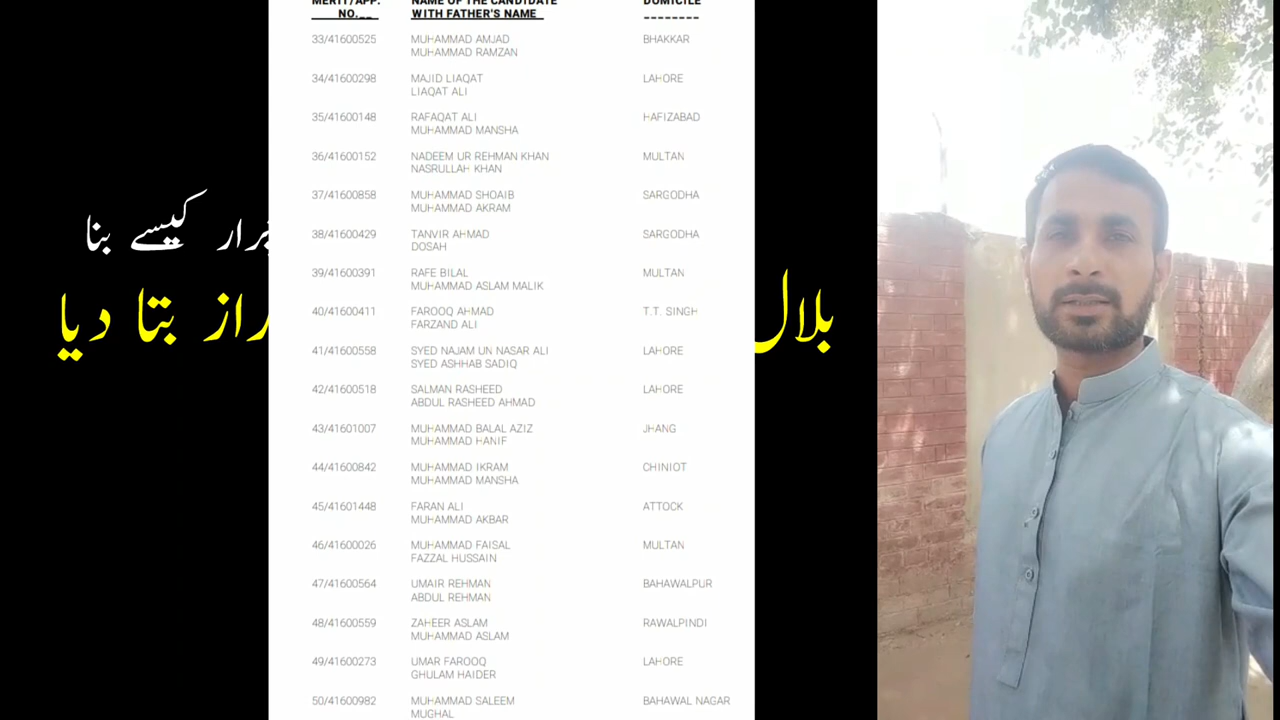 MERIT/APP. NAME OF THE CANDIDATE DOMICILE
NO.__ WITH FATHER'S NAME
33/41600525 MUHAMMAD AMJAD BHAKKAR
MUHAMMAD RAMZAN
34/41600298 MAJID LIAQAT LAHORE
LIAQAT ALI
35/41600148 RAFAQAT ALI HAFIZABAD
MUHAMMAD MANSHA
36/41600152 NADEEM UR REHMAN KHAN MULTAN
NASRULLAH KHAN
37/41600858 MUHAMMAD SHOAIB SARGODHA
MUHAMMAD AKRAM
38/41600429 TANVIR AHMAD SARGODHA
DOSAH
39/41600391 RAFE BILAL MULTAN
MUHAMMAD ASLAM MALIK
40/41600411 FAROOQ AHMAD T.T. SINGH
FARZAND ALI
41/41600558 SYED NAJAM UN NASAR ALI LAHORE
SYED ASHHAB SADIQ
42/41600518 SALMAN RASHEED LAHORE
ABDUL RASHEED AHMAD
43/41601007 MUHAMMAD BALAL AZIZ JHANG
MUHAMMAD HANIF
44/41600842 MUHAMMAD IKRAM CHINIOT
MUHAMMAD MANSHA
45/41601448 FARAN ALI ATTOCK
MUHAMMAD AKBAR
46/41600026 MUHAMMAD FAISAL MULTAN
FAZZAL HUSSAIN
47/41600564 UMAIR REHMAN BAHAWALPUR
ABDUL REHMAN
48/41600559 ZAHEER ASLAM RAWALPINDI
MUHAMMAD ASLAM
49/41600273 UMAR FAROOQ LAHORE
GHULAM HAIDER
50/41600982 MUHAMMAD SALEEM BAHAWAL NAGAR
MUGHAL
کیسے بنا
بلال راز بتا دیا